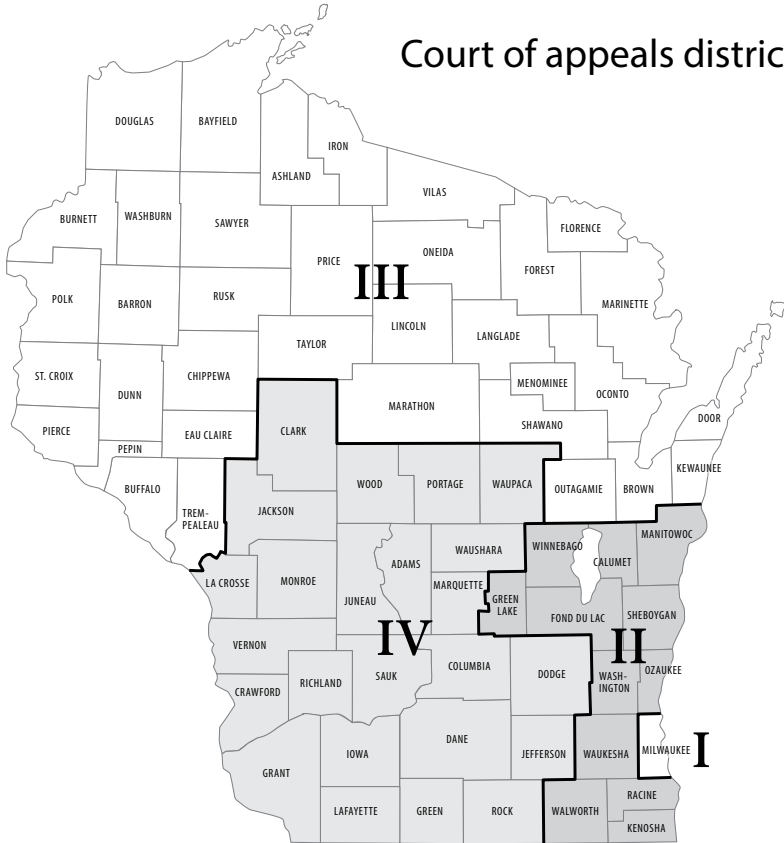 Court of appeals distric
DOUGLAS
BAYFIELD
IRON
ASHLAND
VILAS
BURNETT
WASHBURN
SAWYER
FLORENCE
PRICE
ONEIDA
FOREST
III
POLK
BARRON
RUSK
MARINETTE
LINCOLN
LANGLADE
TAYLOR
ST. CROIX
CHIPPEWA
MENOMINEE
DUNN
OCONTO
MARATHON
DOOR
PIERCE
EAU CLAIRE
CLARK
SHAWANO
PEPIN
KEWAUNEE
BUFFALO
WOOD
PORTAGE
WAUPACA
OUTAGAMIE
BROWN
TREM-
PEALEAU
JACKSON
MANITOWOC
WAUSHARA
WINNEBAGO
CALUMET
ADAMS
LA CROSSE
MONROE
MARQUETTE
JUNEAU
GREEN
LAKE
FOND DU LAC
SHEBOYGAN
VERNON
IV
II
COLUMBIA
DODGE
WASH-
INGTON
OZAUKEE
SAUK
RICHLAND
CRAWFORD
DANE
IOWA
JEFFERSON
WAUKESHA
MILWAUKEE
I
GRANT
RACINE
LAFAYETTE
GREEN
ROCK
WALWORTH
KENOSHA